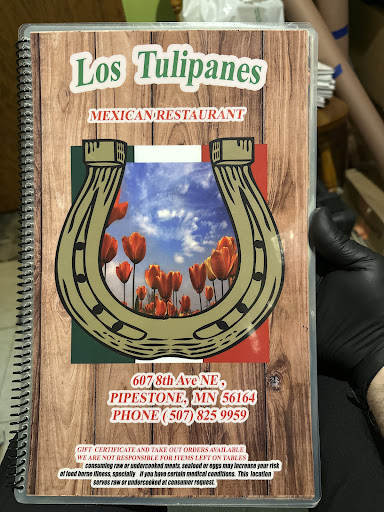 Los Tulipanes
MEXICAN RESTAURANT
607 8th Ave NE ,
PIPESTONE, MN 56164
PHONE ( 507) 825 9959
GIFT CERTIFICATE AND TAKE OUT ORDERS AVAILABLE
WE ARE NOT RESPONSIBLE FOR ITEMS LEFT ON TABLES
consuming raw or undercooked meats, seafood or eggs may increase your risk
of food borne illness, specially if you have certain medical conditions. This location
serves raw or undercooked at consumer request.